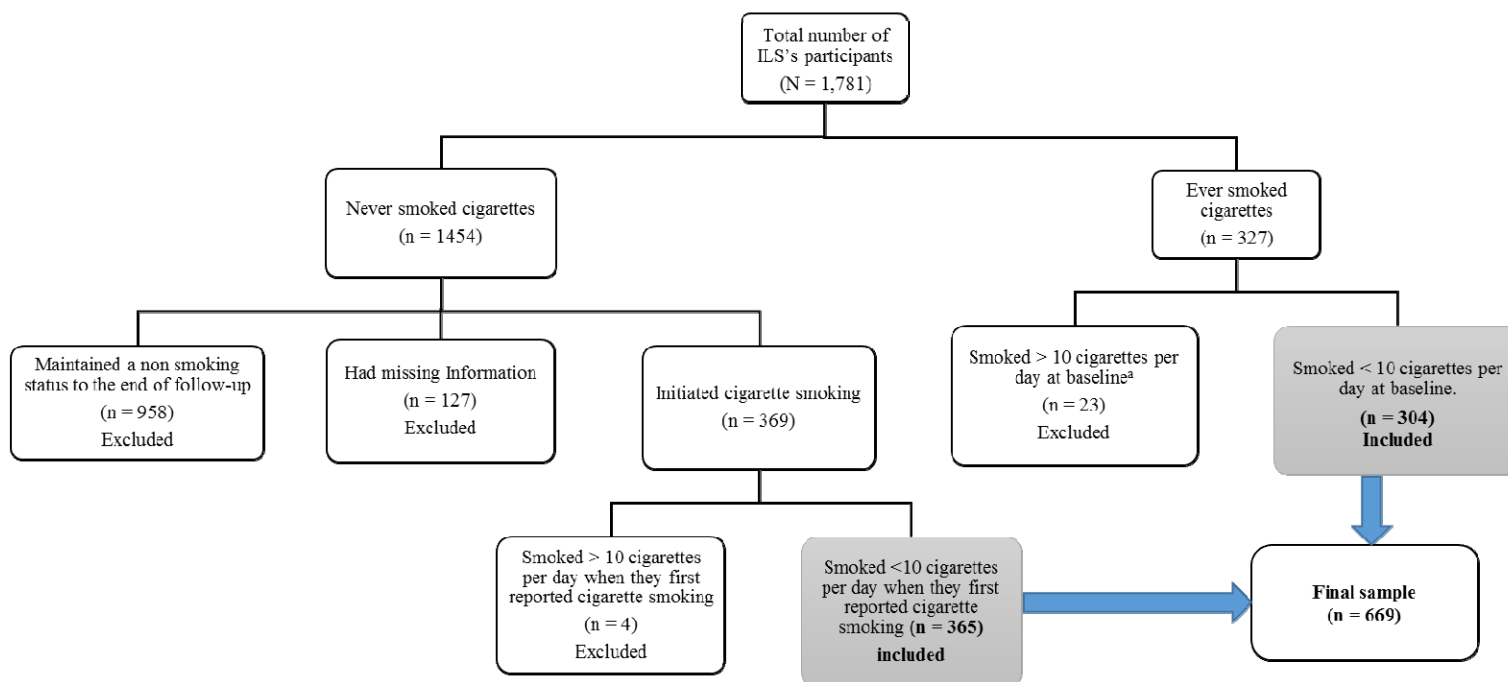 Total number of
ILS's participants
(N = 1,781)
Never smoked cigarettes
(n = 1454)
Ever smoked
cigarettes
(n = 327)
Maintained a non smoking
status to the end of follow-up
(n = 958)
Excluded
Had missing Information
(n = 127)
Excluded
Initiated cigarette smoking
(n = 369)
Smoked > 10 cigarettes per
day at baselineᵃ
(n = 23)
Excluded
Smoked < 10 cigarettes per
day at baseline.
(n = 304)
Included
Smoked > 10 cigarettes
per day when they first
reported cigarette smoking
(n = 4)
Excluded
Smoked <10 cigarettes
per day when they first
reported cigarette
smoking (n = 365)
included
Final sample
(n = 669)